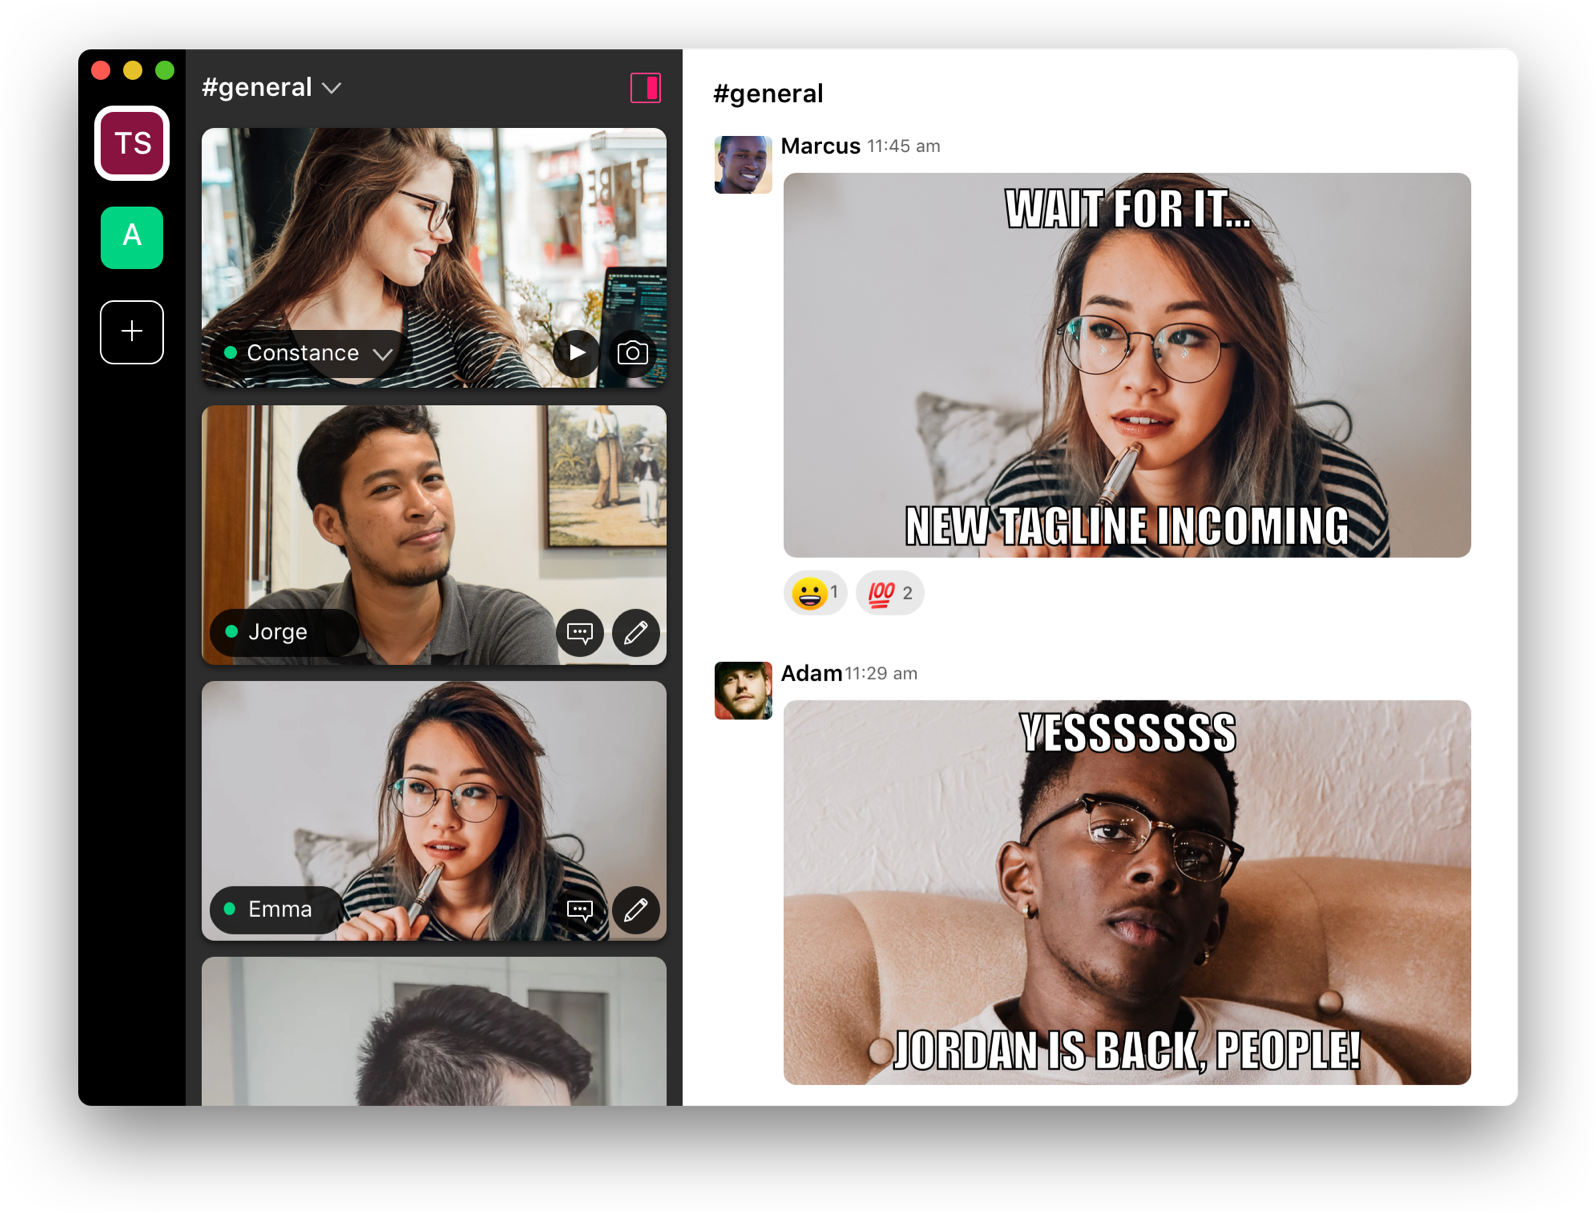 TS
A
#general
Constance
Jorge
Emma
#general
Marcus 11:45 am
WAIT FOR IT...
NEW TAGLINE INCOMING
1
100 2
Adam 11:29 am
YESSSSSSS
JORDAN IS BACK, PEOPLE!